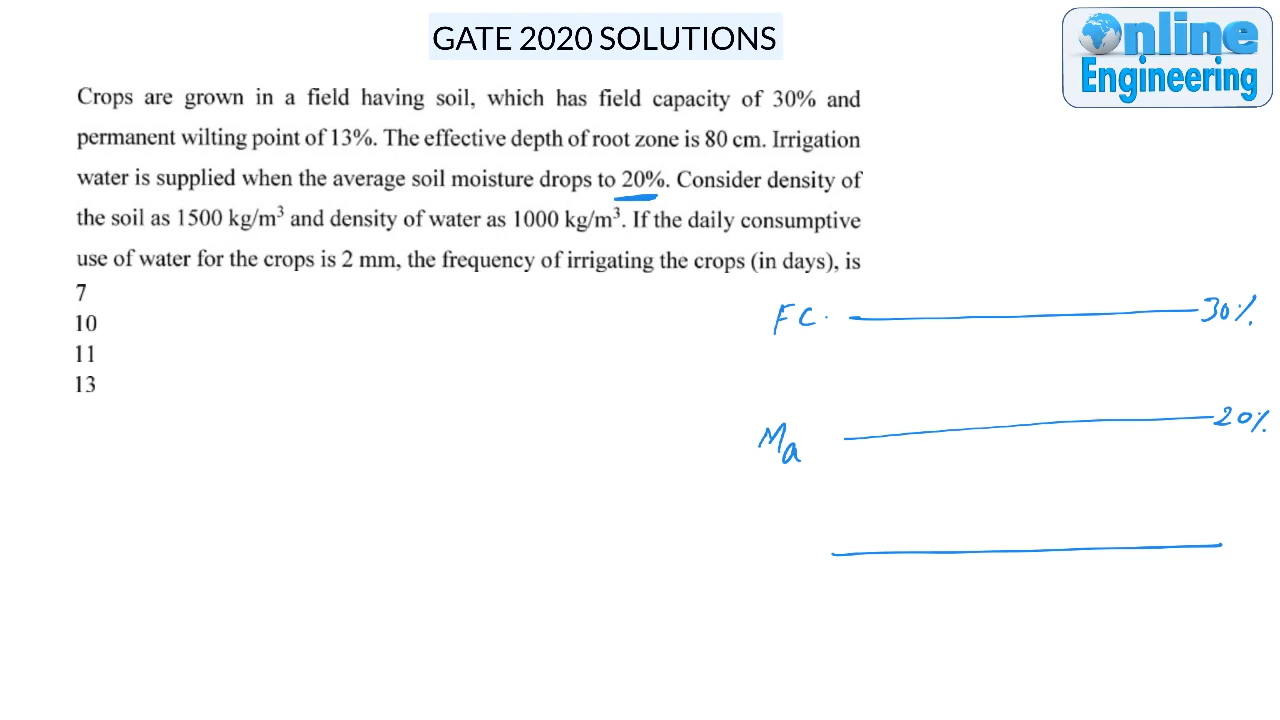 GATE 2020 SOLUTIONS
Online
Engineering
Crops are grown in a field having soil, which has field capacity of 30% and
permanent wilting point of 13%. The effective depth of root zone is 80 cm. Irrigation
water is supplied when the average soil moisture drops to 20%. Consider density of
the soil as 1500 kg/m³ and density of water as 1000 kg/m³. If the daily consumptive
use of water for the crops is 2 mm, the frequency of irrigating the crops (in days), is
7
10
11
13
FC. 30%
Ma 20%